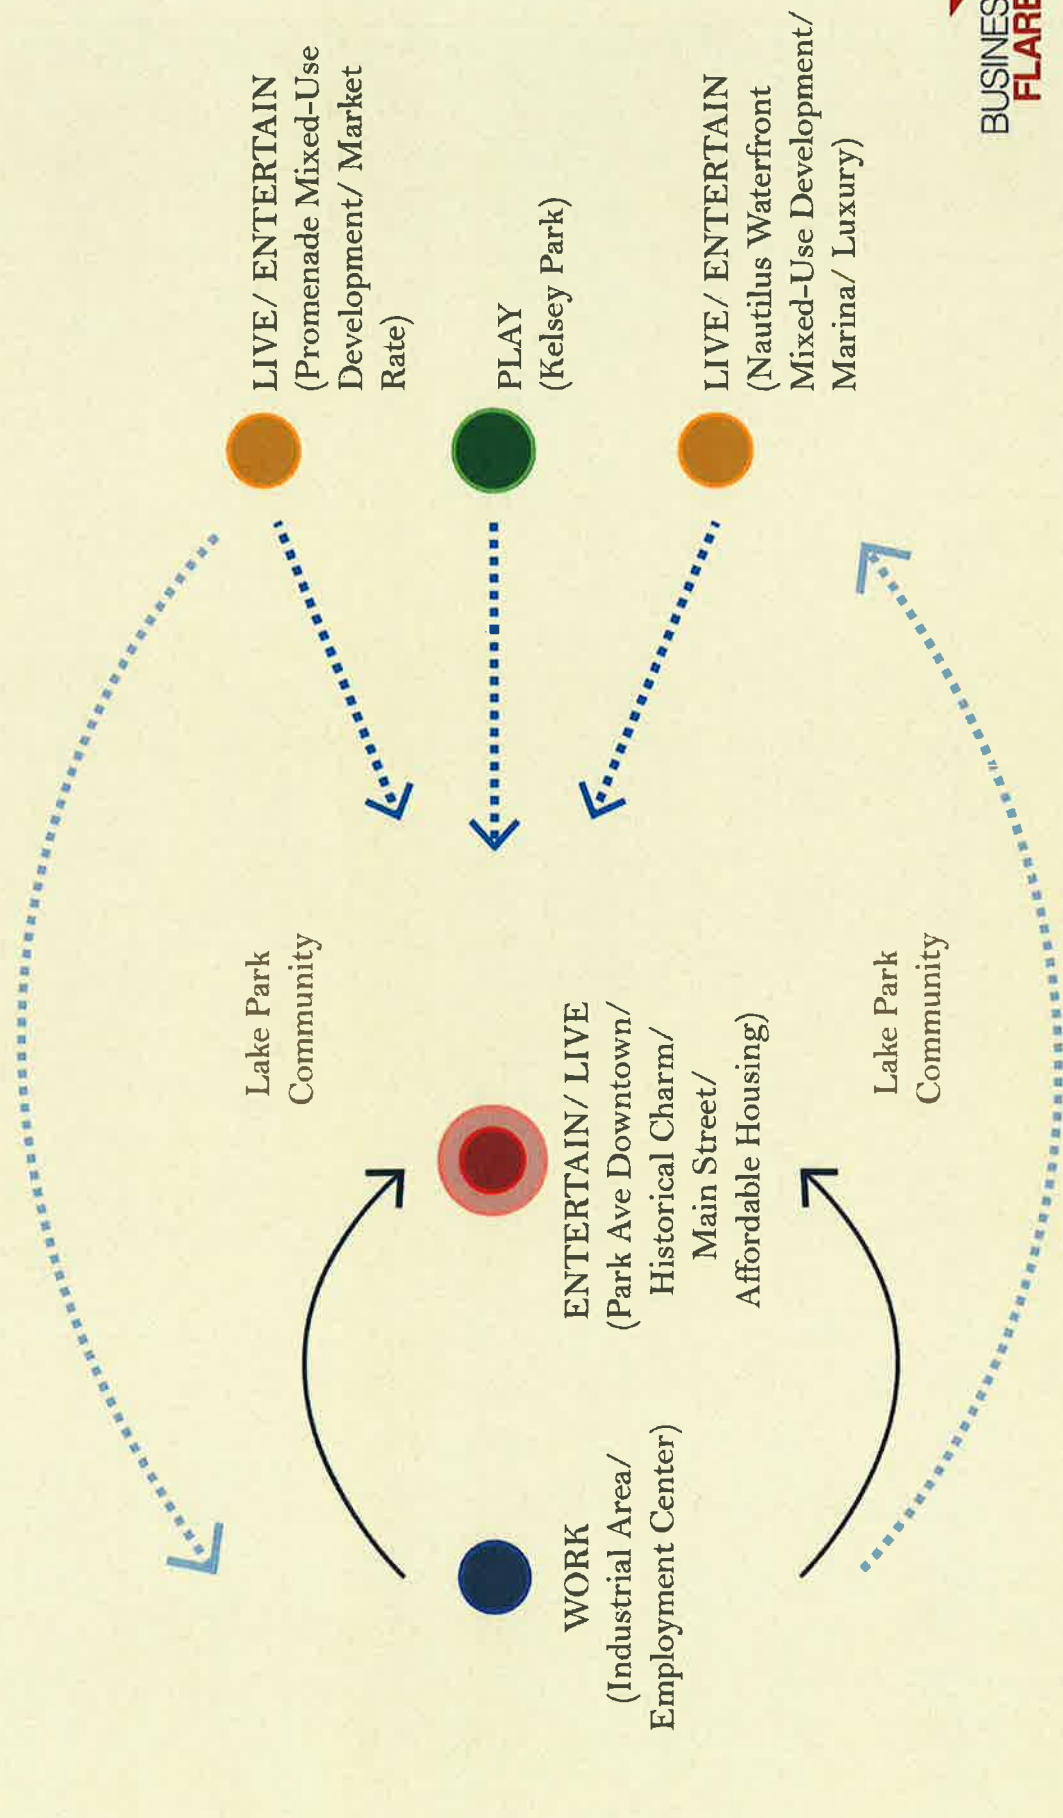 LIVE/ ENTERTAIN
(Promenade Mixed-Use
Development/ Market
Rate)
PLAY
(Kelsey Park)
LIVE/ ENTERTAIN
(Nautilus Waterfront
Mixed-Use Development/
Marina/ Luxury)
Lake Park
Community
ENTERTAIN/ LIVE
(Park Ave Downtown/
Historical Charm/
Main Street/
Affordable Housing)
Lake Park
Community
WORK
(Industrial Area/
Employment Center)
BUSINES
FLARE